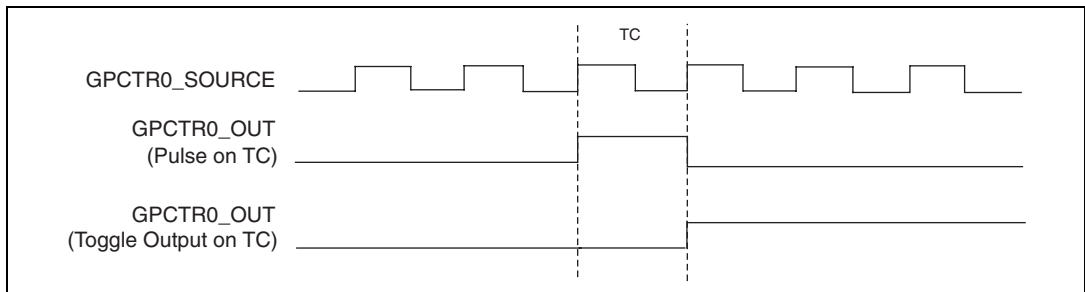 TC
GPCTR0_SOURCE
GPCTR0_OUT
(Pulse on TC)
GPCTR0_OUT
(Toggle Output on TC)